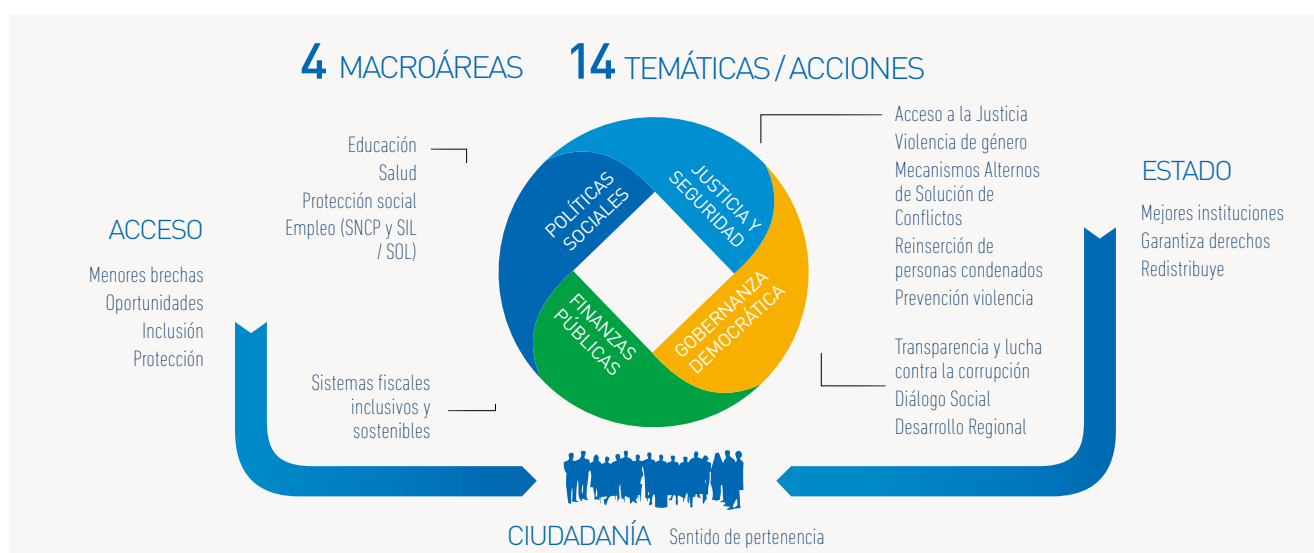 4 MACROÁREAS
14 TEMÁTICAS / ACCIONES
Educación
Salud
Protección social
Empleo (SNCP y SIL
/ SOL)
ACCESO
Menores brechas
Oportunidades
Inclusión
Protección
Sistemas fiscales
inclusivos y
sostenibles
POLÍTICAS
SOCIALES
JUSTICIA Y
SEGURIDAD
FINANZAS
PÚBLICAS
GOBERNANZA
DEMOCRÁTICA
Acceso a la Justicia
Violencia de género
Mecanismos Alternos
de Solución de
Conflictos
Reinserción de
personas condenados
Prevención violencia
Transparencia y lucha
contra la corrupción
Diálogo Social
Desarrollo Regional
ESTADO
Mejores instituciones
Garantiza derechos
Redistribuye
CIUDADANÍA Sentido de pertenencia